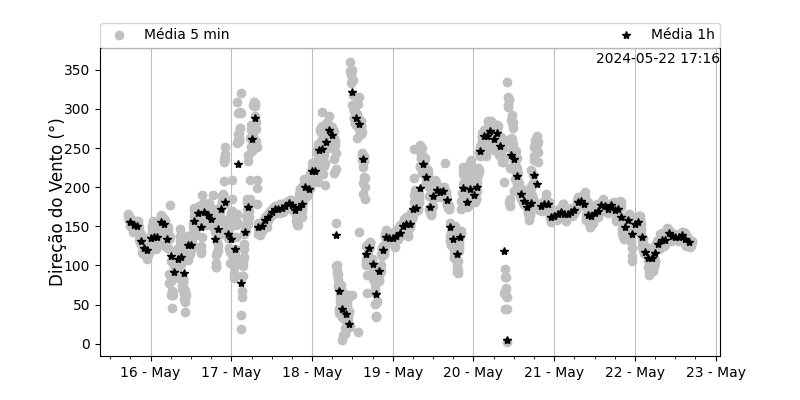 Média 5 min
Média 1h
2024-05-22 17:16
Direção do Vento (°)
350
300
250
200
150
100
50
0
16 - May
17 - May
18 - May
19 - May
20 - May
21 - May
22 - May
23 - May